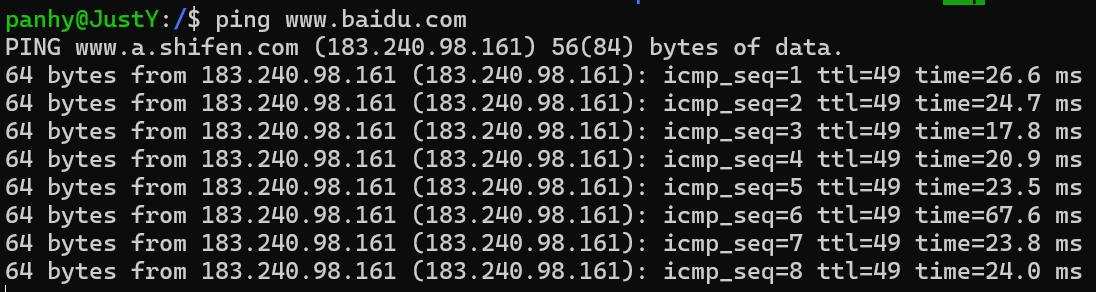 panhy@JustY:/$ ping www.baidu.com
PING www.a.shifen.com (183.240.98.161) 56(84) bytes of data.
64 bytes from 183.240.98.161 (183.240.98.161): icmp_seq=1 ttl=49 time=26.6 ms
64 bytes from 183.240.98.161 (183.240.98.161): icmp_seq=2 ttl=49 time=24.7 ms
64 bytes from 183.240.98.161 (183.240.98.161): icmp_seq=3 ttl=49 time=17.8 ms
64 bytes from 183.240.98.161 (183.240.98.161): icmp_seq=4 ttl=49 time=20.9 ms
64 bytes from 183.240.98.161 (183.240.98.161): icmp_seq=5 ttl=49 time=23.5 ms
64 bytes from 183.240.98.161 (183.240.98.161): icmp_seq=6 ttl=49 time=67.6 ms
64 bytes from 183.240.98.161 (183.240.98.161): icmp_seq=7 ttl=49 time=23.8 ms
64 bytes from 183.240.98.161 (183.240.98.161): icmp_seq=8 ttl=49 time=24.0 ms